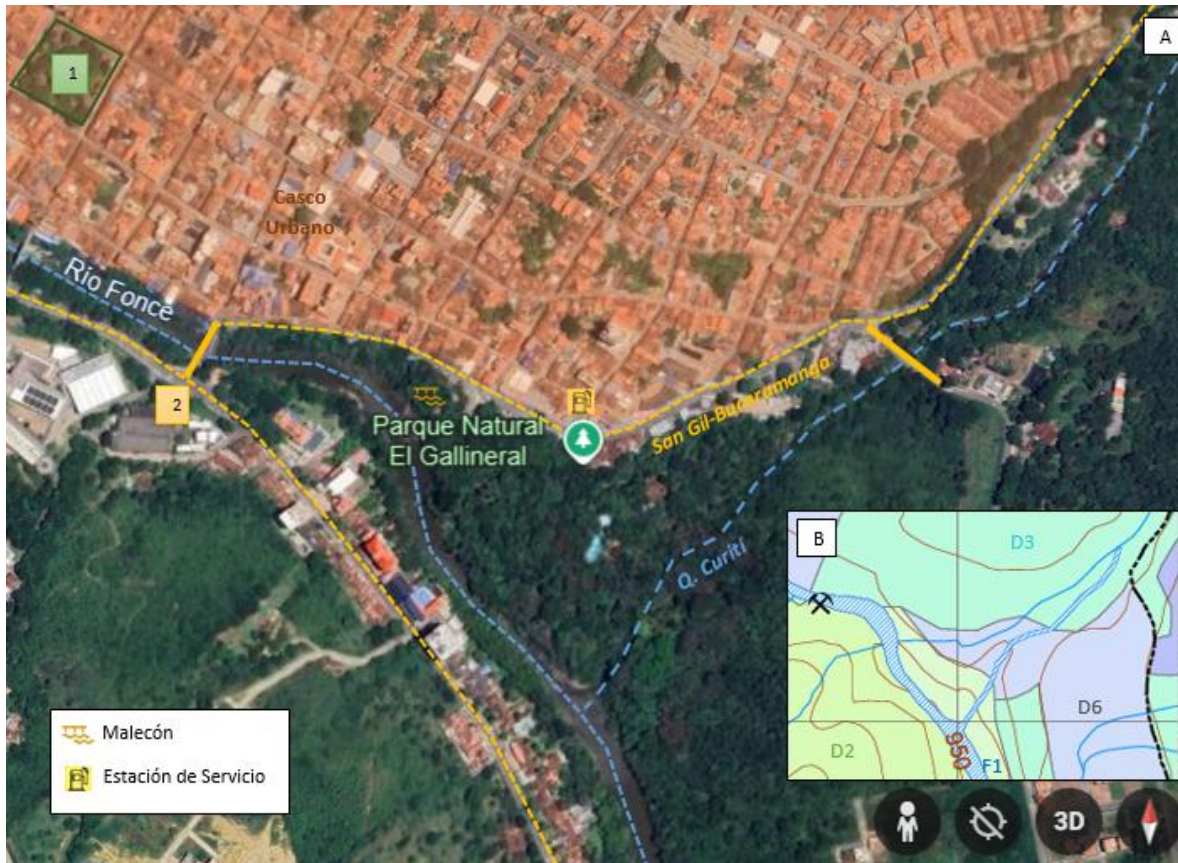 A
1
Casco
Urbano
Rio Fonce
2
Parque Natural
El Gallineral
San Gil-Bucaramanga
Q. Curití
B
D3
D6
D2
950
F1
Malecón
Estación de Servicio
3D